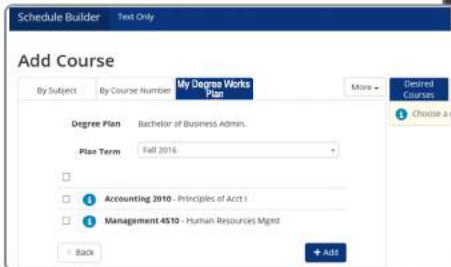 Schedule Builder Text Only
Add Course
By Subject By Course Number My Degree Works Plan More Desired Courses
Choose a
Degree Plan Bachelor of Business Admin.
Plan Term Fall 2016
Accounting 2010 - Principles of Acct I
Management 4510 - Human Resources Mgmt
< Back + Add